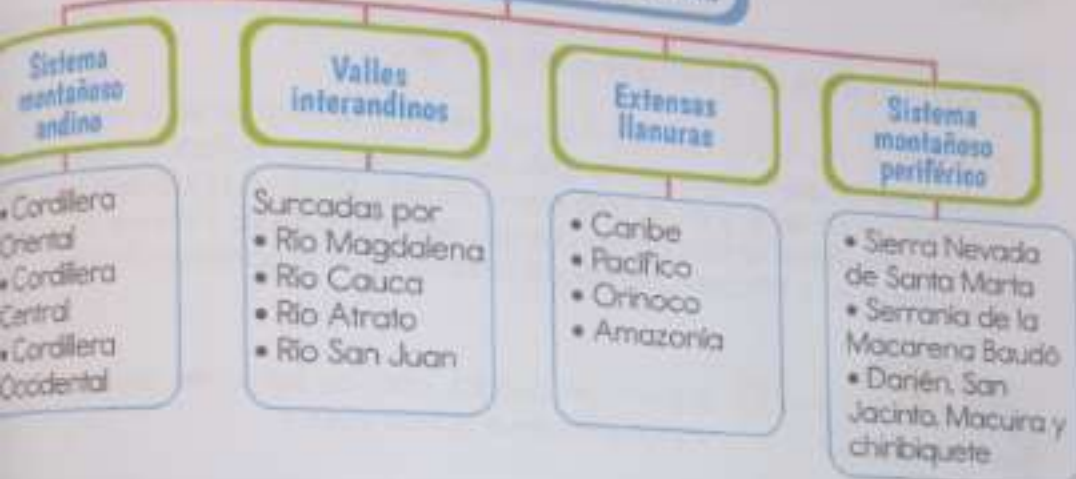 Sistema
montañoso
andino
• Cordillera
Oriental
• Cordillera
Central
• Cordillera
Occidental
Valles
interandinos
Surcadas por
• Río Magdalena
• Río Cauca
• Río Atrato
• Río San Juan
Extensas
llanuras
• Caribe
• Pacífico
• Orinoco
• Amazonía
Sistema
montañoso
periférico
• Sierra Nevada
de Santa Marta
• Serranía de la
Macarena Baudó
• Darién, San
Jacinto, Macuira y
chiribiquete